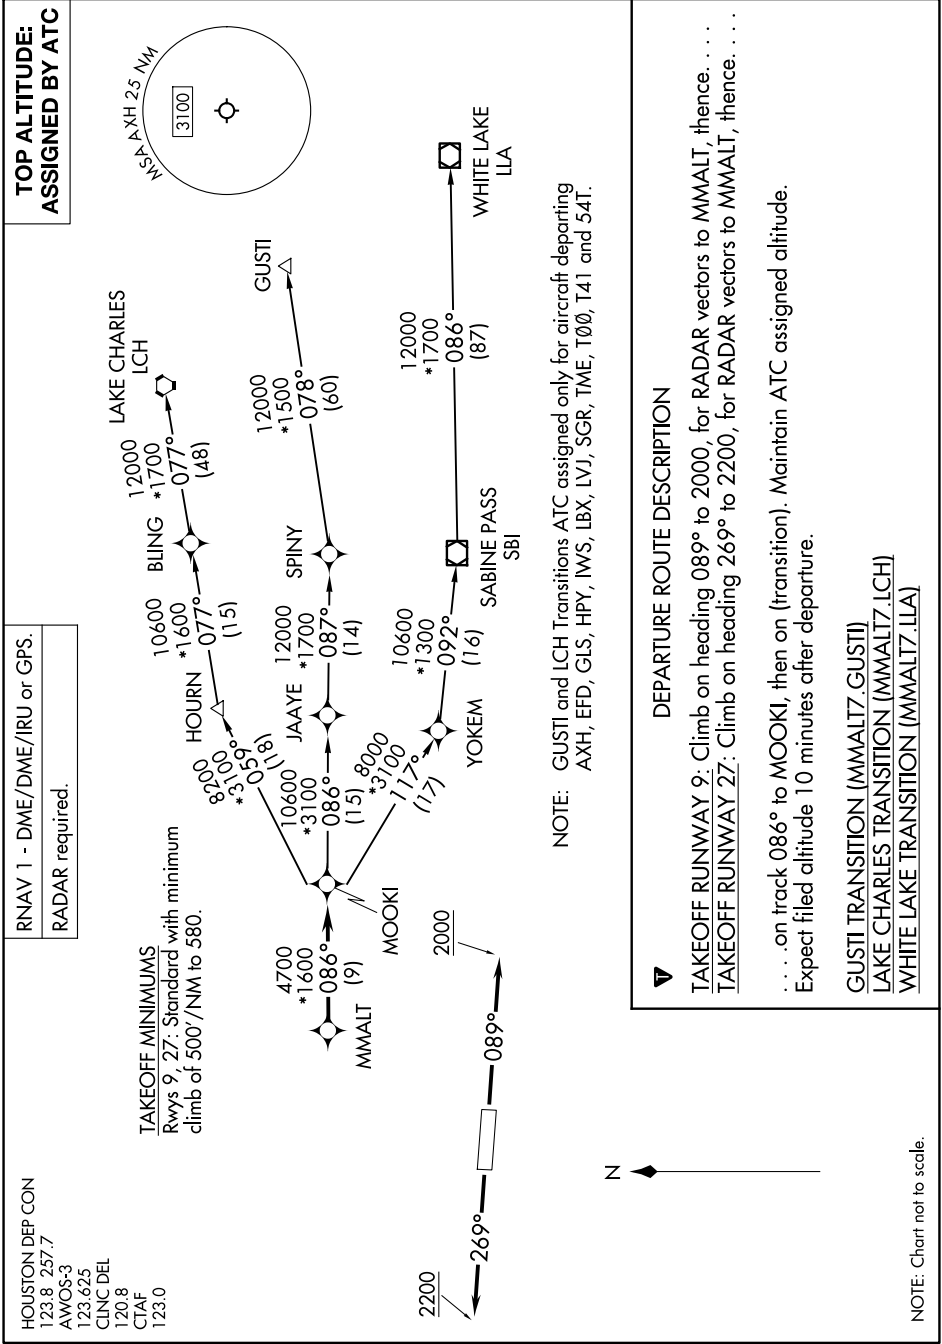 HOUSTON DEP CON
123.8 257.7
AWOS-3
123.625
CLNC DEL
120.8
CTAF
123.0
RNAV 1 - DME/DME/IRU or GPS.
RADAR required.
TOP ALTITUDE:
ASSIGNED BY ATC
TAKEOFF MINIMUMS
Rwys 9, 27: Standard with minimum
climb of 500'/NM to 580.
MSA AXH 25 NM
3100
LAKE CHARLES
LCH
12000
*1700
077°
(48)
BLING
10600
*1600
077°
(15)
HOURN
8200
*3100
059°
(18)
GUSTI
12000
*1500
078°
(60)
SPINY
12000
*1700
087°
(14)
JAAYE
10600
*3100
086°
(15)
MOOKI
4700
*1600
086°
(9)
MMALT
8000
*3100
117°
(17)
YOKEM
10600
*1300
092°
(16)
SABINE PASS
SBI
12000
*1700
086°
(87)
WHITE LAKE
LLA
2200
269°
089°
2000
NOTE: GUSTI and LCH Transitions ATC assigned only for aircraft departing
AXH, EFD, GLS, HPY, IWS, LBX, LVJ, SGR, TME, TØØ, T41 and 54T.
N
NOTE: Chart not to scale.
T
DEPARTURE ROUTE DESCRIPTION
TAKEOFF RUNWAY 9: Climb on heading 089° to 2000, for RADAR vectors to MMALT, thence. . . .
TAKEOFF RUNWAY 27: Climb on heading 269° to 2200, for RADAR vectors to MMALT, thence. . . .
. . . .on track 086° to MOOKI, then on (transition). Maintain ATC assigned altitude.
Expect filed altitude 10 minutes after departure.
GUSTI TRANSITION (MMALT7.GUSTI)
LAKE CHARLES TRANSITION (MMALT7.LCH)
WHITE LAKE TRANSITION (MMALT7.LLA)